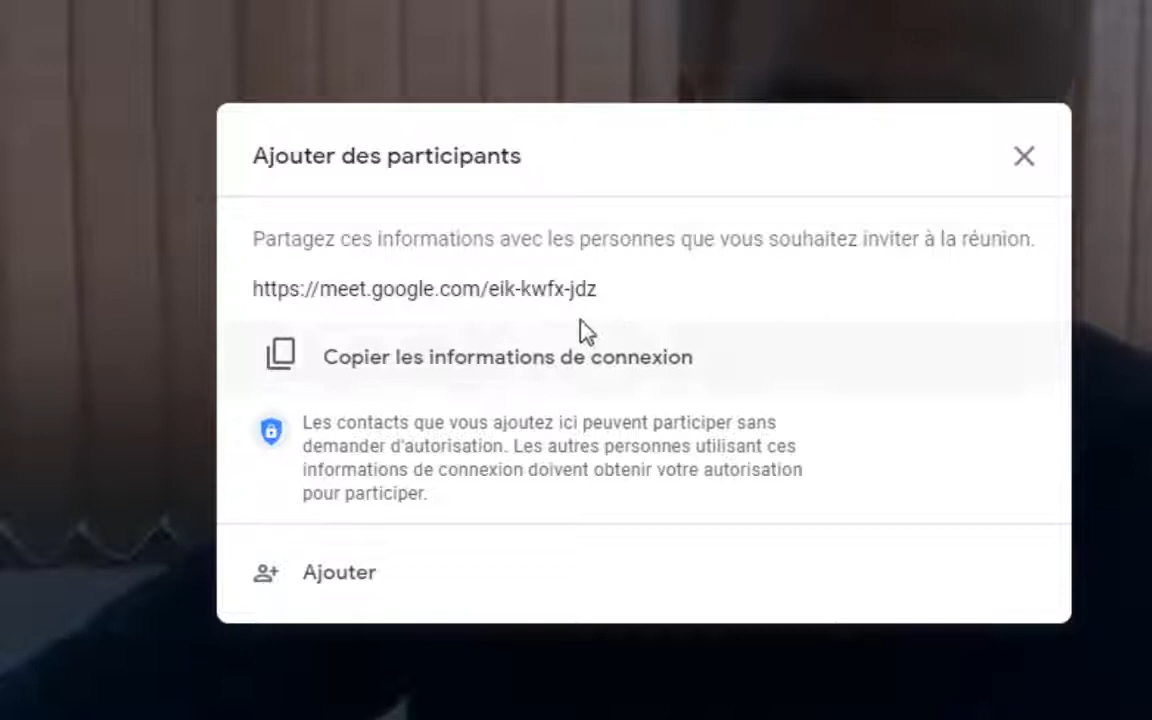 Ajouter des participants
Partagez ces informations avec les personnes que vous souhaitez inviter à la réunion.
https://meet.google.com/eik-kwfx-jdz
Copier les informations de connexion
Les contacts que vous ajoutez ici peuvent participer sans
demander d'autorisation. Les autres personnes utilisant ces
informations de connexion doivent obtenir votre autorisation
pour participer.
Ajouter